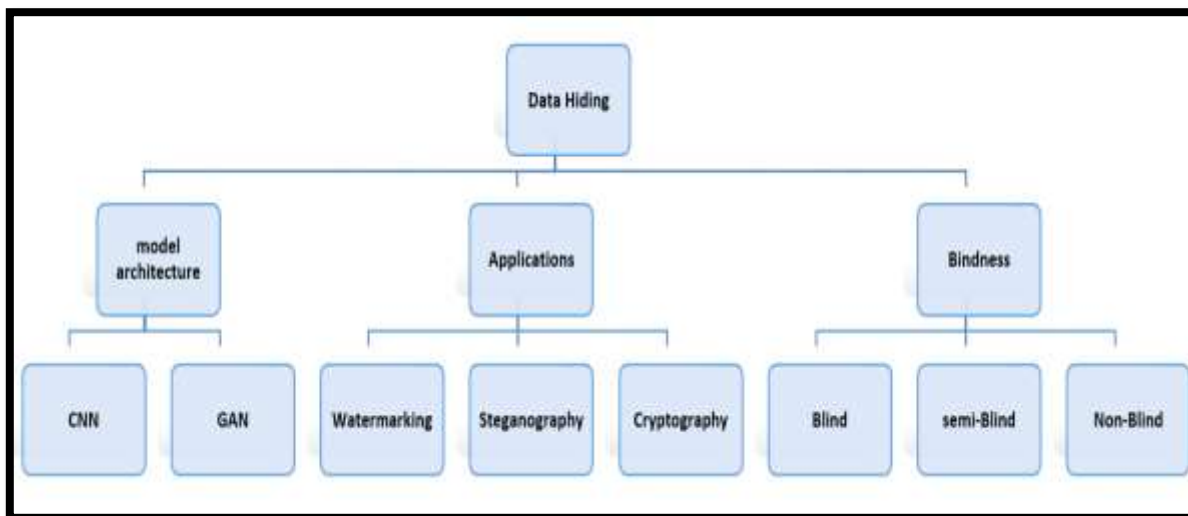 Data Hiding
model
architecture
Applications
Bindness
CNN
GAN
Watermarking
Steganography
Cryptography
Blind
semi-Blind
Non-Blind